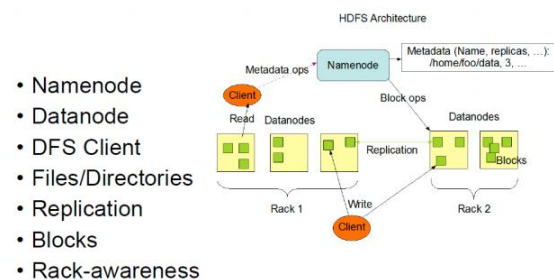 HDFS Architecture
Metadata (Name, replicas, ...):
/home/foo/data, 3, ...
Namenode
Metadata ops
Client
Block ops
Read
Datanodes
Datanodes
Replication
Blocks
Rack 1
Write
Rack 2
Client
• Namenode
• Datanode
• DFS Client
• Files/Directories
• Replication
• Blocks
• Rack-awareness